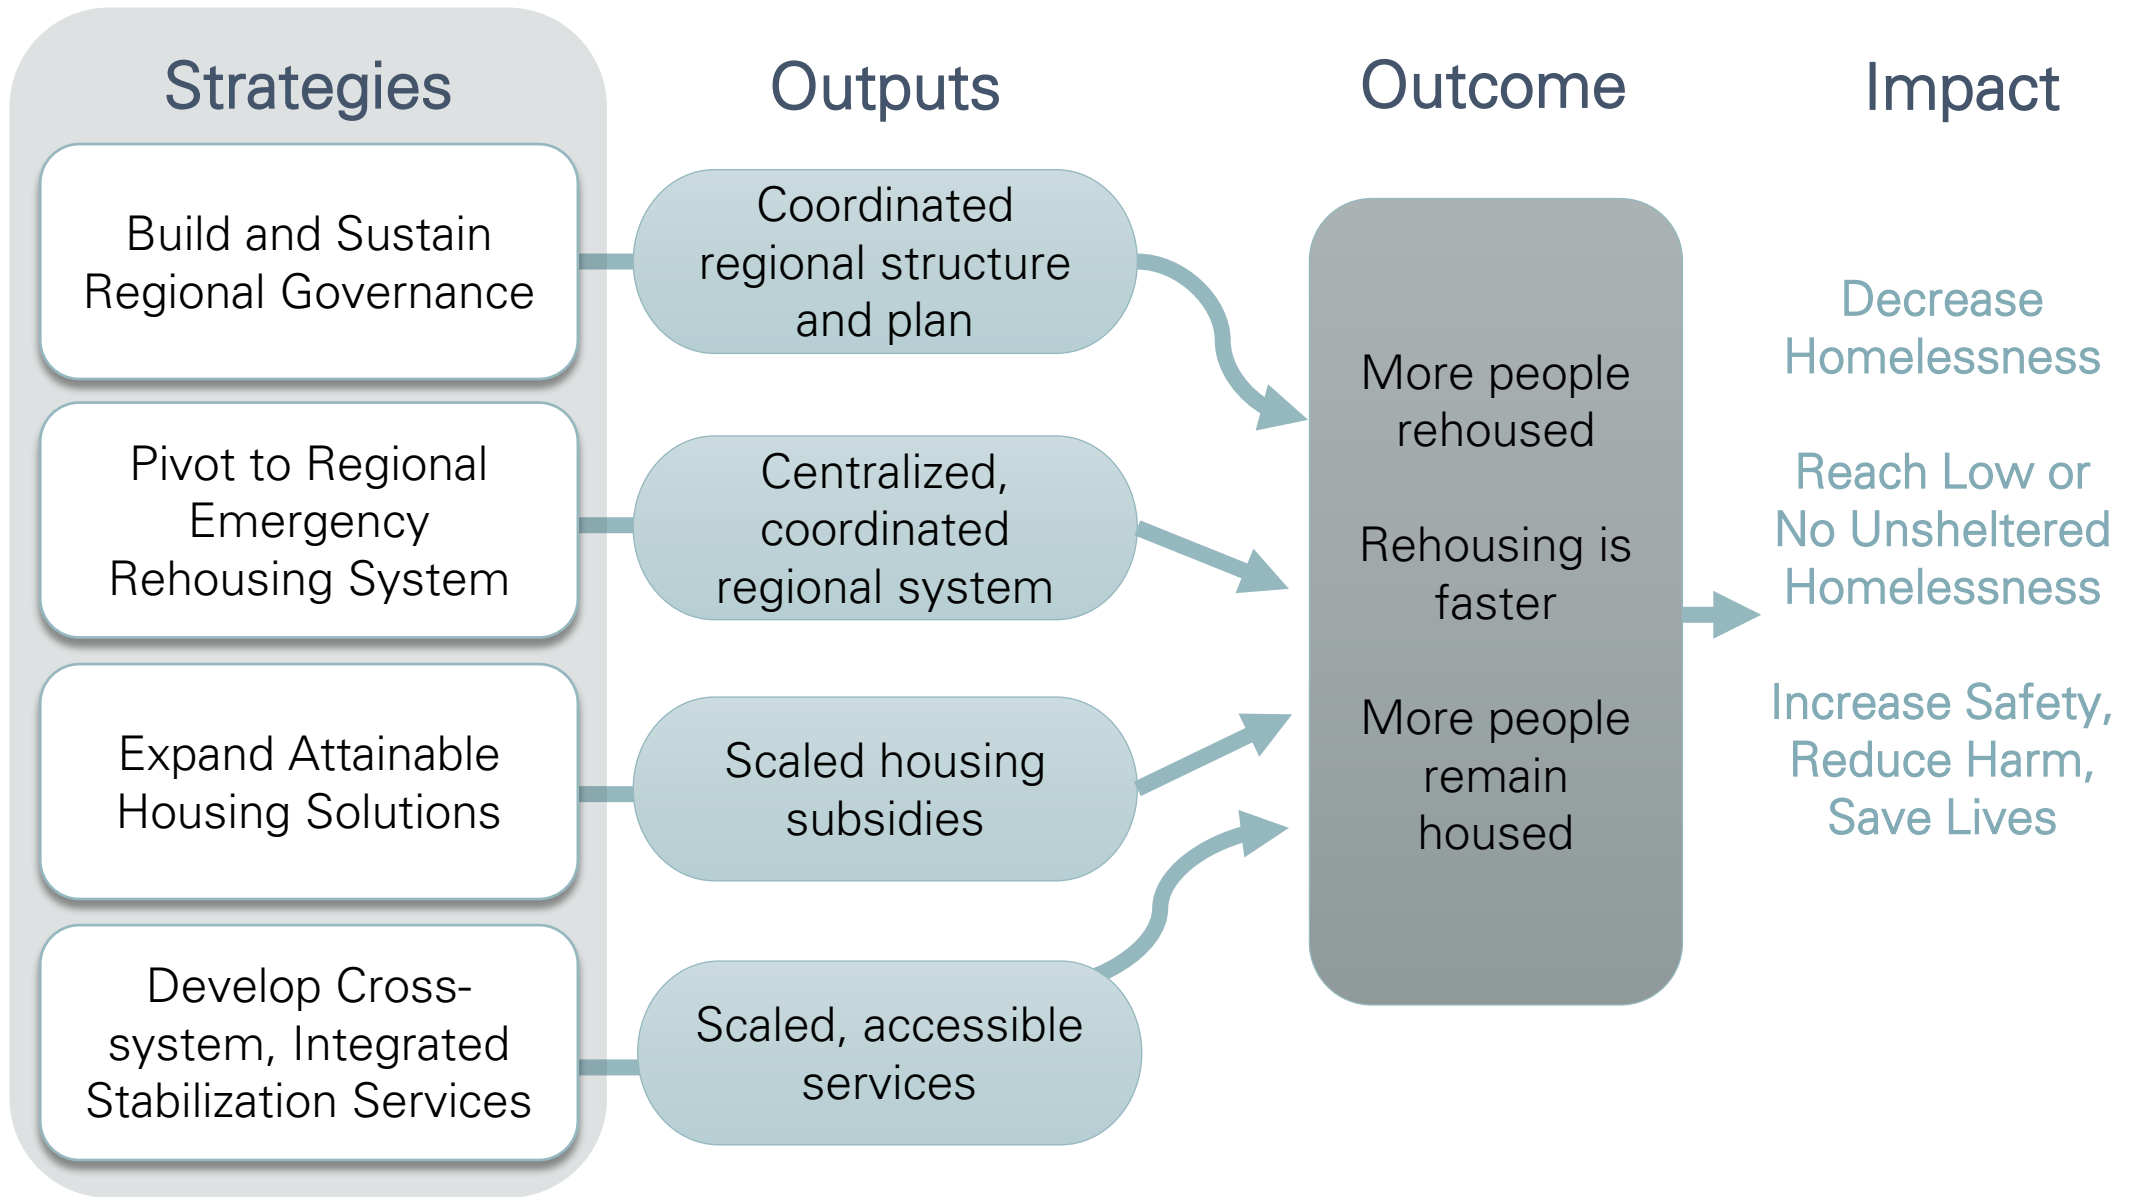 Strategies
Build and Sustain
Regional Governance
Pivot to Regional
Emergency
Rehousing System
Expand Attainable
Housing Solutions
Develop Cross-
system, Integrated
Stabilization Services
Outputs
Coordinated
regional structure
and plan
Centralized,
coordinated
regional system
Scaled housing
subsidies
Scaled, accessible
services
Outcome
More people
rehoused
Rehousing is
faster
More people
remain
housed
Impact
Decrease
Homelessness
Reach Low or
No Unsheltered
Homelessness
Increase Safety,
Reduce Harm,
Save Lives